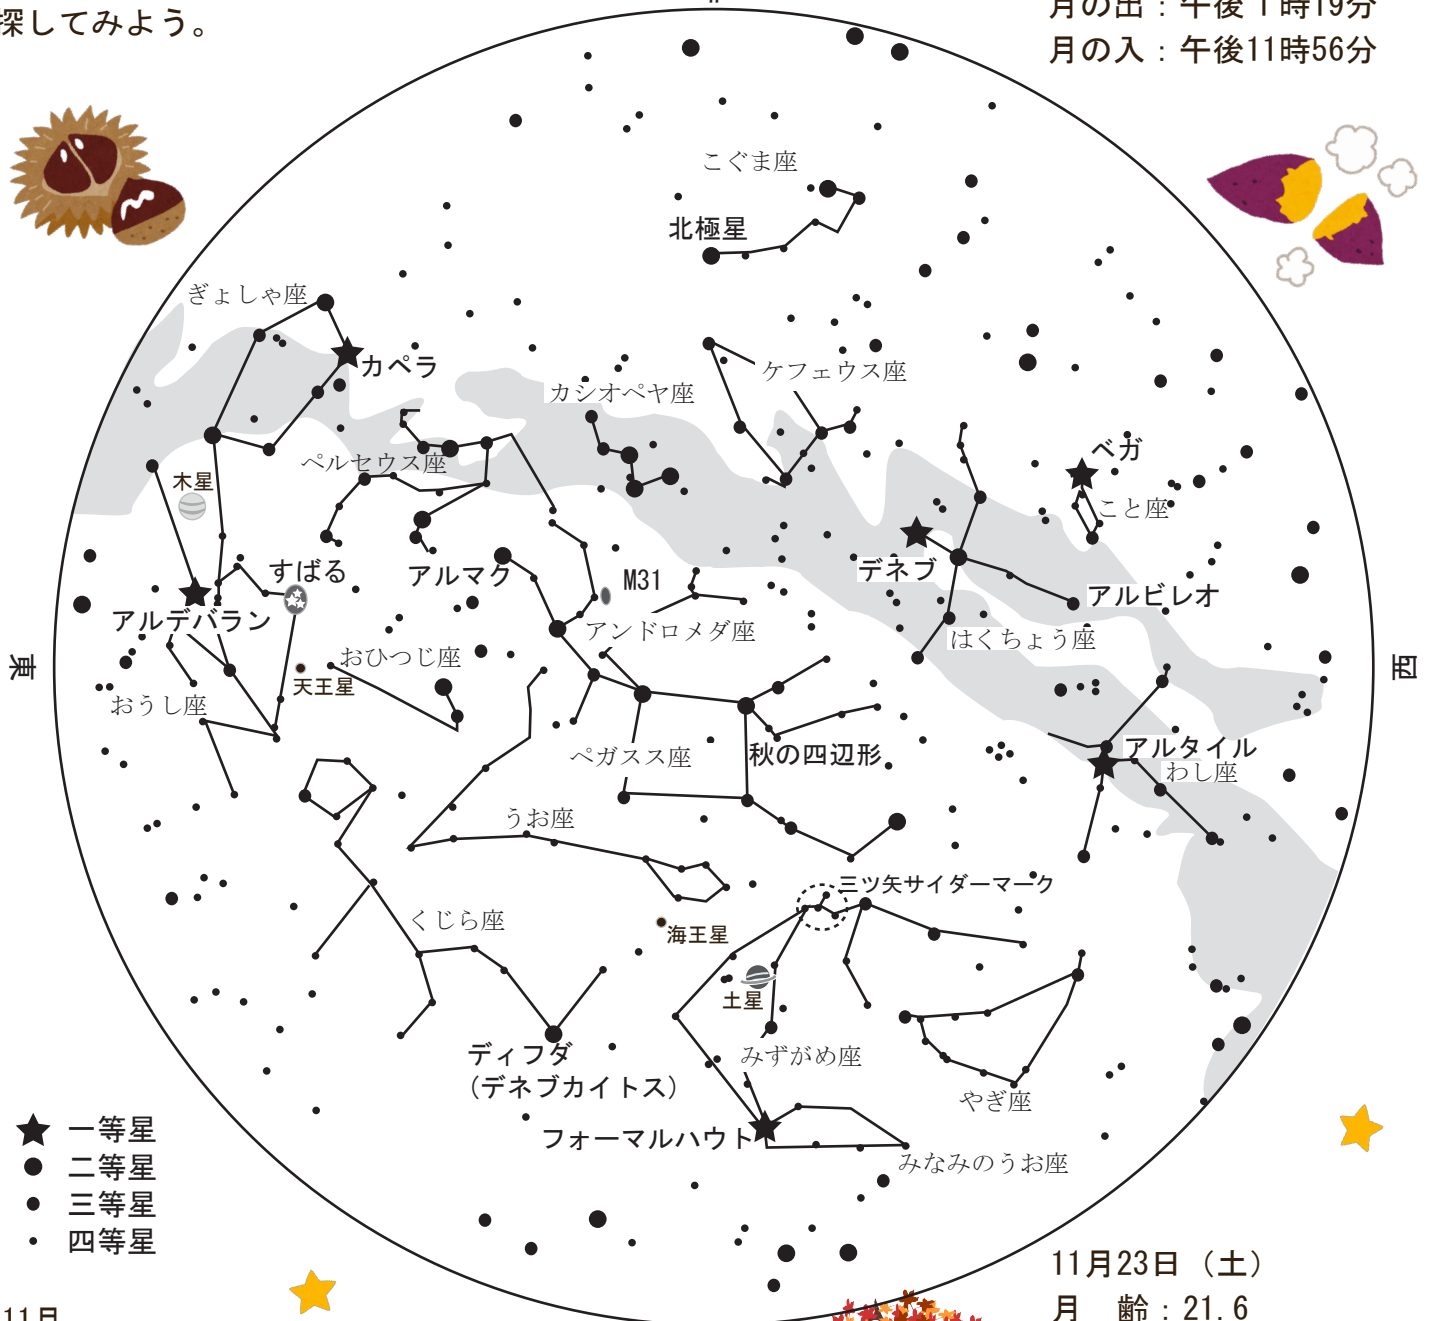 探してみよう。
月の出：午後１時19分
月の入：午後11時56分
こぐま座
北極星
ぎょしゃ座
カペラ
ケフェウス座
カシオペヤ座
ベガ
ペルセウス座
木星
こと座
すばる
アルマク
M31
デネブ
アルビレオ
アルデバラン
アンドロメダ座
はくちょう座
東
おひつじ座
西
天王星
おうし座
ペガスス座
秋の四辺形
アルタイル
わし座
うお座
三ツ矢サイダーマーク
くじら座
海王星
土星
ディフダ
（デネブカイトス）
みずがめ座
やぎ座
フォーマルハウト
みなみのうお座
一等星
二等星
三等星
四等星
11月23日（土）
月　齢：21.6
11月